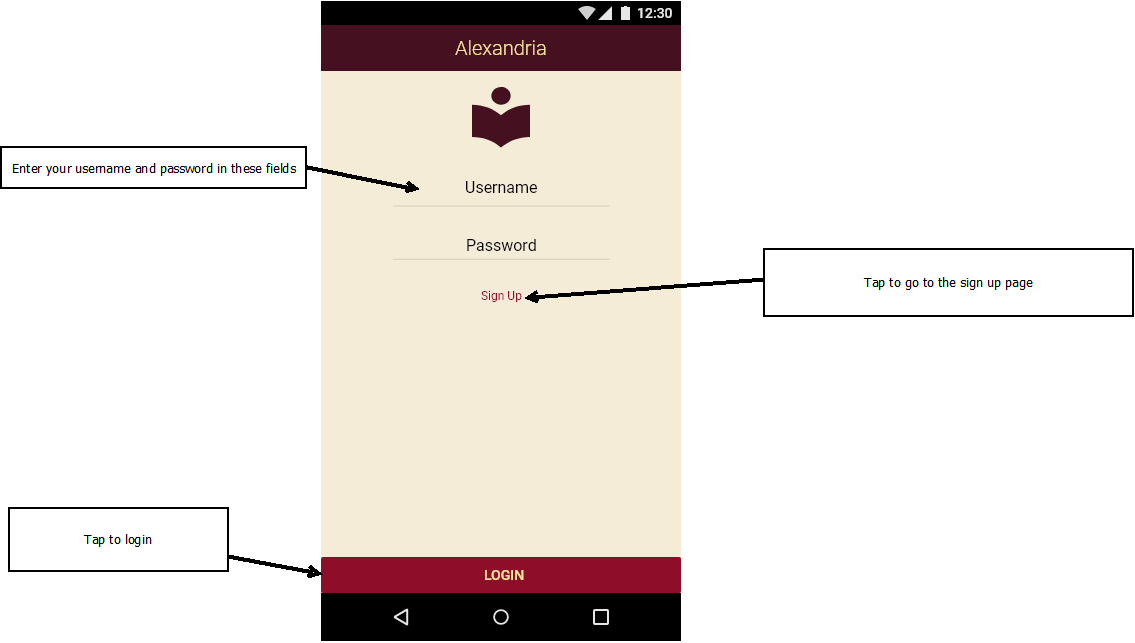 12:30
Alexandria
Enter your username and password in these fields
Username
Password
Tap to go to the sign up page
Sign Up
Tap to login
LOGIN